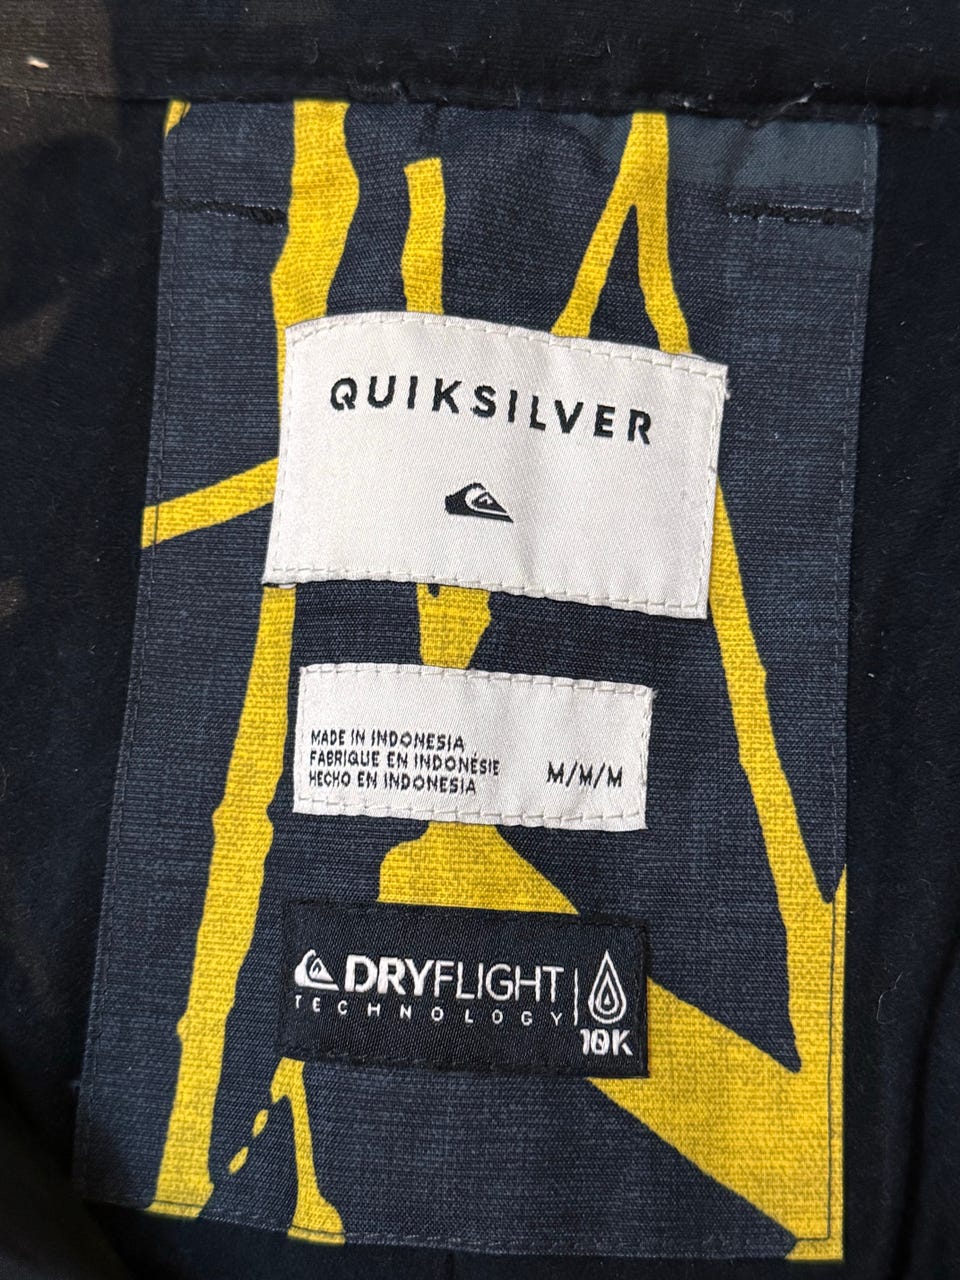 QUIKSILVER
MADE IN INDONESIA
FABRIQUE EN INDONÉSIE
HECHO EN INDONESIA
M/M/M
DRYFLIGHT
TECHNOLOGY
10K